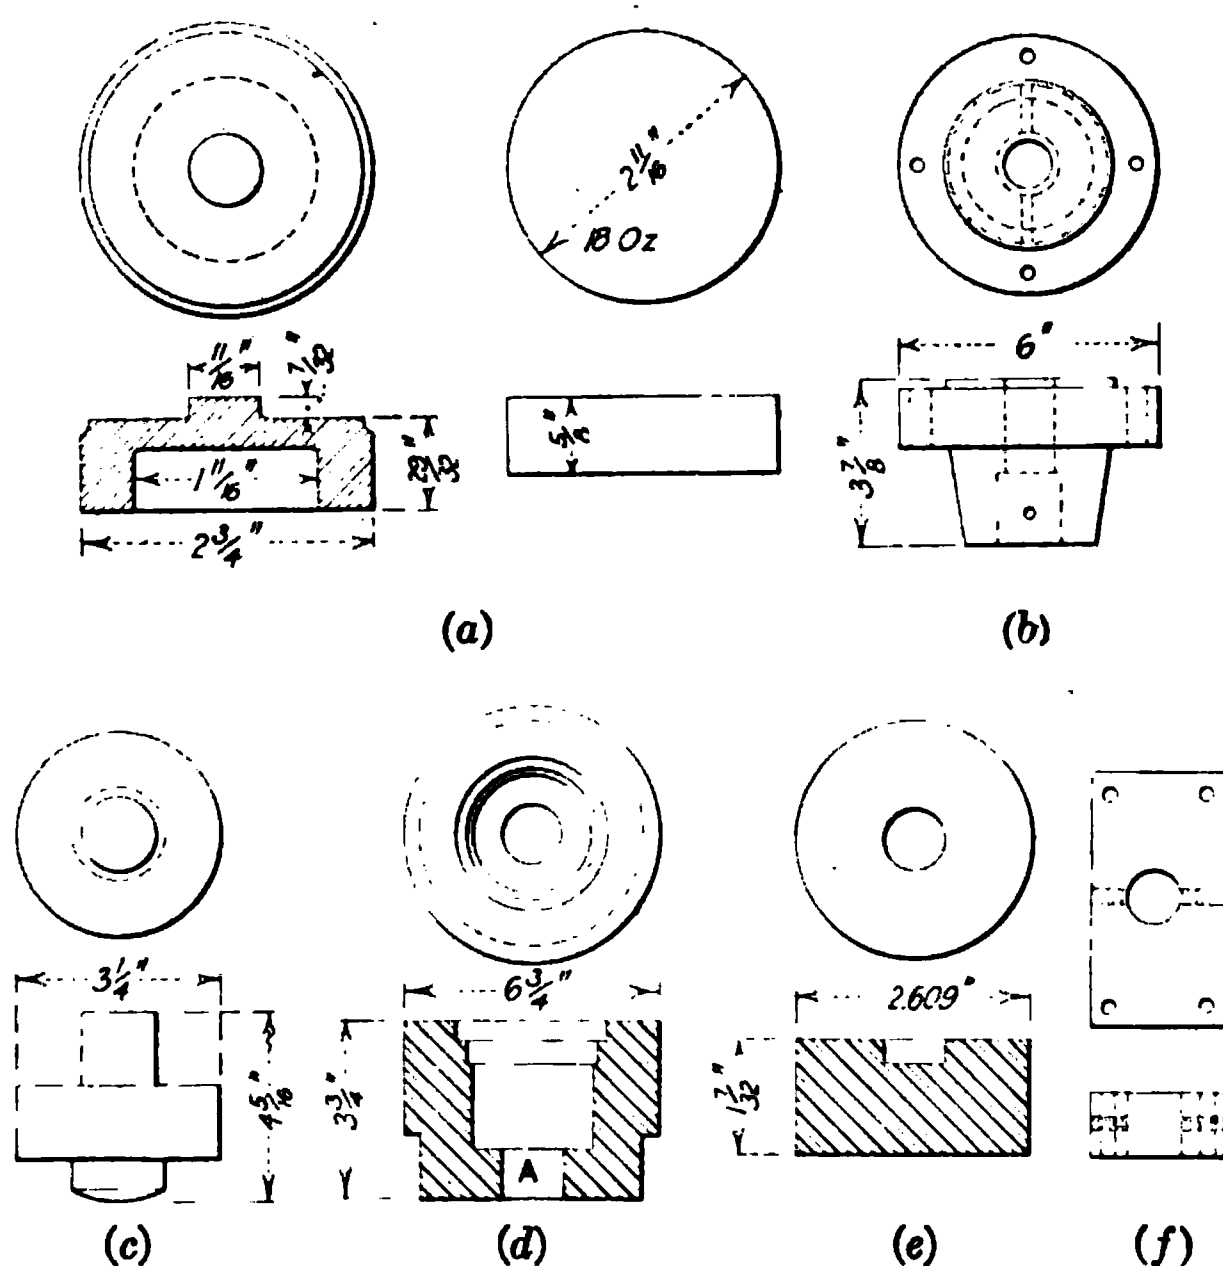 2 11/16"
18 Oz
11/16"
7/32"
6"
5/8"
1 11/16"
29/32"
3 7/8"
2 3/4"
(a)
(b)
3 1/4"
6 3/4"
2.609"
4 5/16"
3 3/4"
1 7/32"
A
(c)
(d)
(e)
(f)